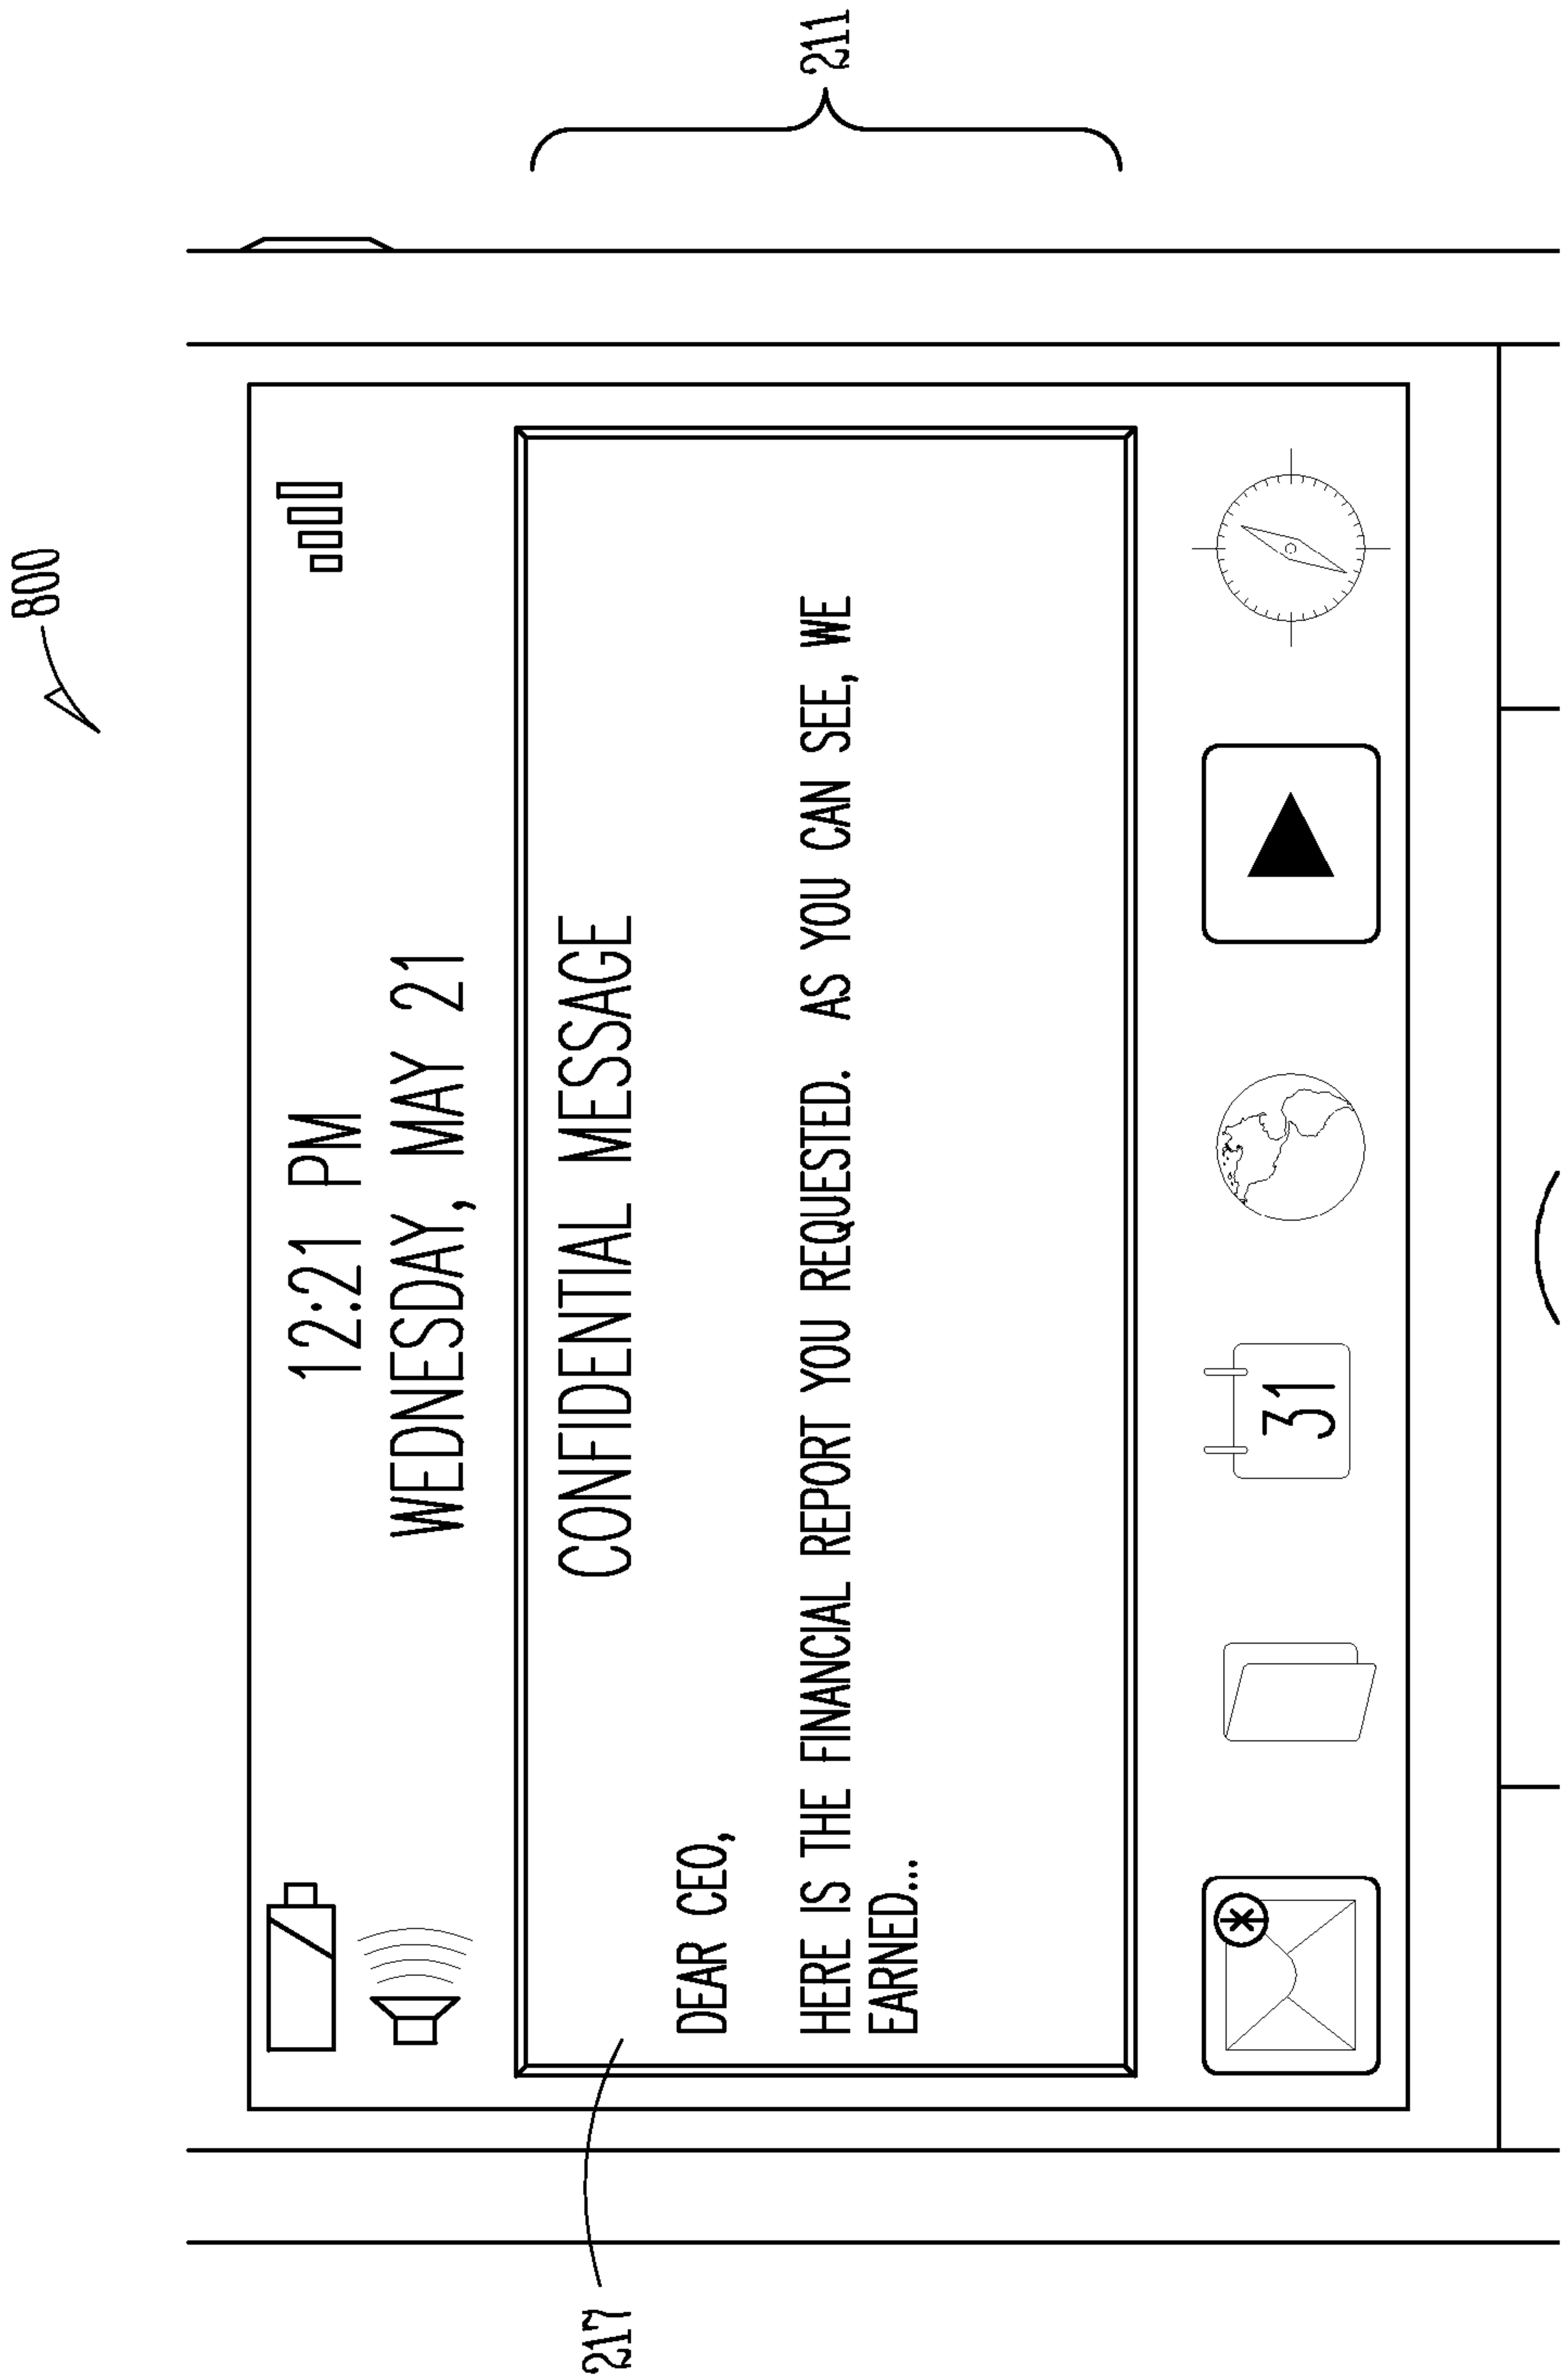 800
12:21 PM
WEDNESDAY, MAY 21
217
CONFIDENTIAL MESSAGE
DEAR CEO,
HERE IS THE FINANCIAL REPORT YOU REQUESTED. AS YOU CAN SEE, WE
EARNED...
211
31